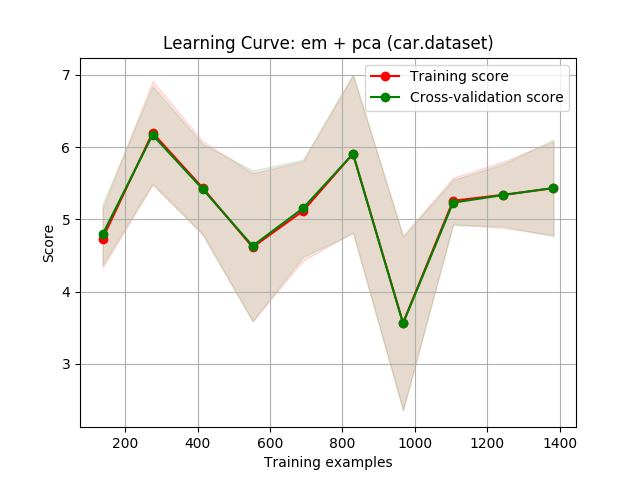 Learning Curve: em + pca (car.dataset)
Training score
Cross-validation score
7
6
5
4
3
Score
200 400 600 800 1000 1200 1400
Training examples